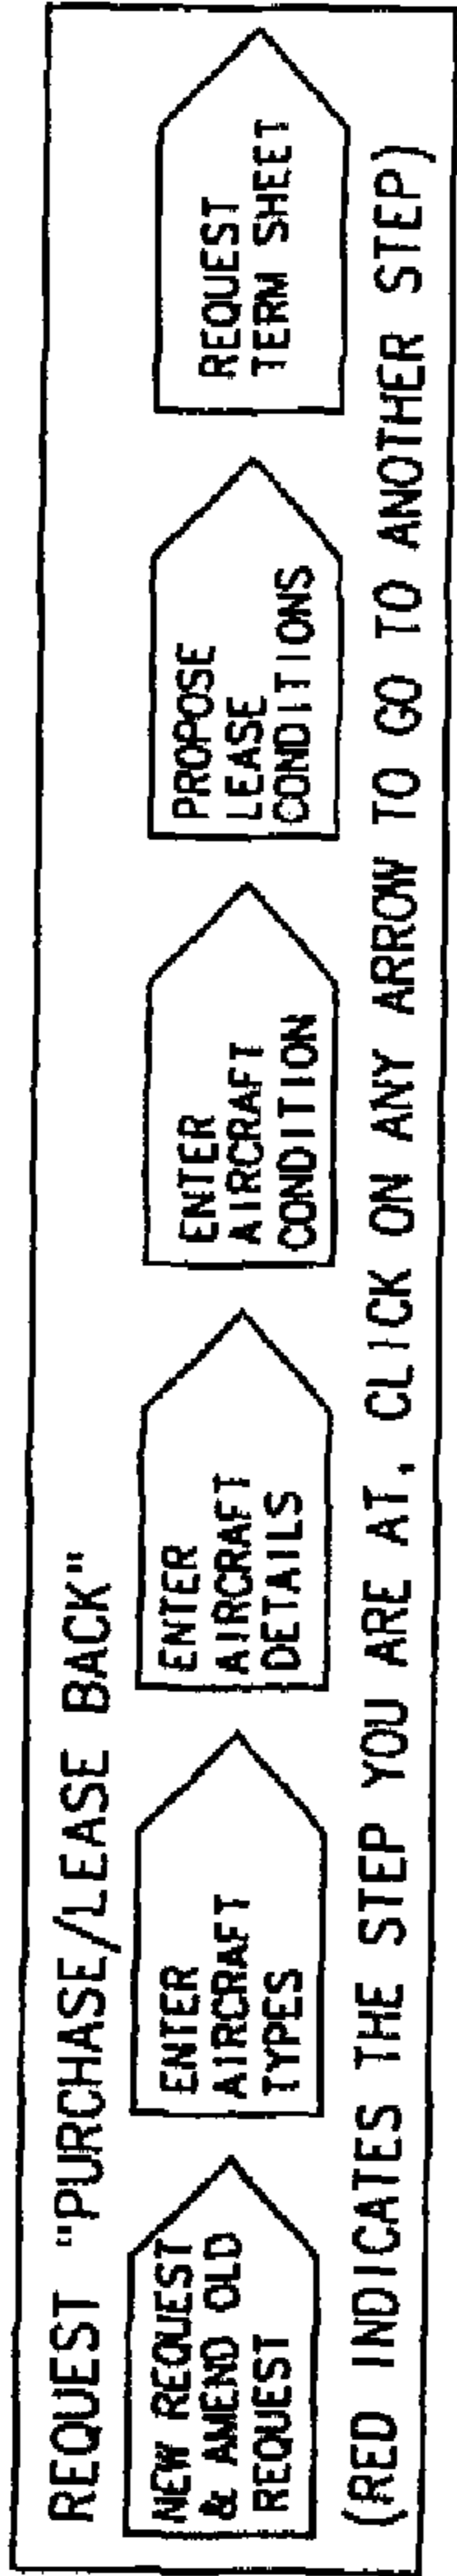 REQUEST "PURCHASE/LEASE BACK"
NEW REQUEST
& AMEND OLD
REQUEST
ENTER
AIRCRAFT
TYPES
ENTER
AIRCRAFT
DETAILS
ENTER
AIRCRAFT
CONDITION
PROPOSE
LEASE
CONDITIONS
REQUEST
TERM SHEET
(RED INDICATES THE STEP YOU ARE AT, CLICK ON ANY ARROW TO GO TO ANOTHER STEP)